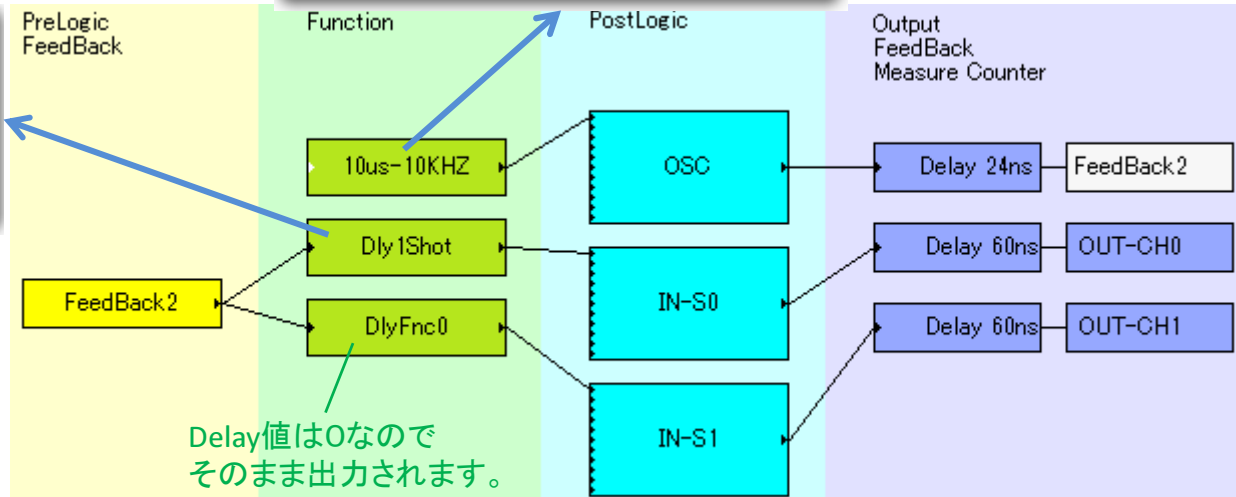 PreLogic
FeedBack
Function
PostLogic
Output
FeedBack
Measure Counter
10us-10KHZ
OSC
Delay 24ns
FeedBack2
Dly1Shot
IN-S0
Delay 60ns
OUT-CH0
FeedBack2
DlyFnc0
Delay 60ns
OUT-CH1
IN-S1
Delay値は0なので
そのまま出力されます。